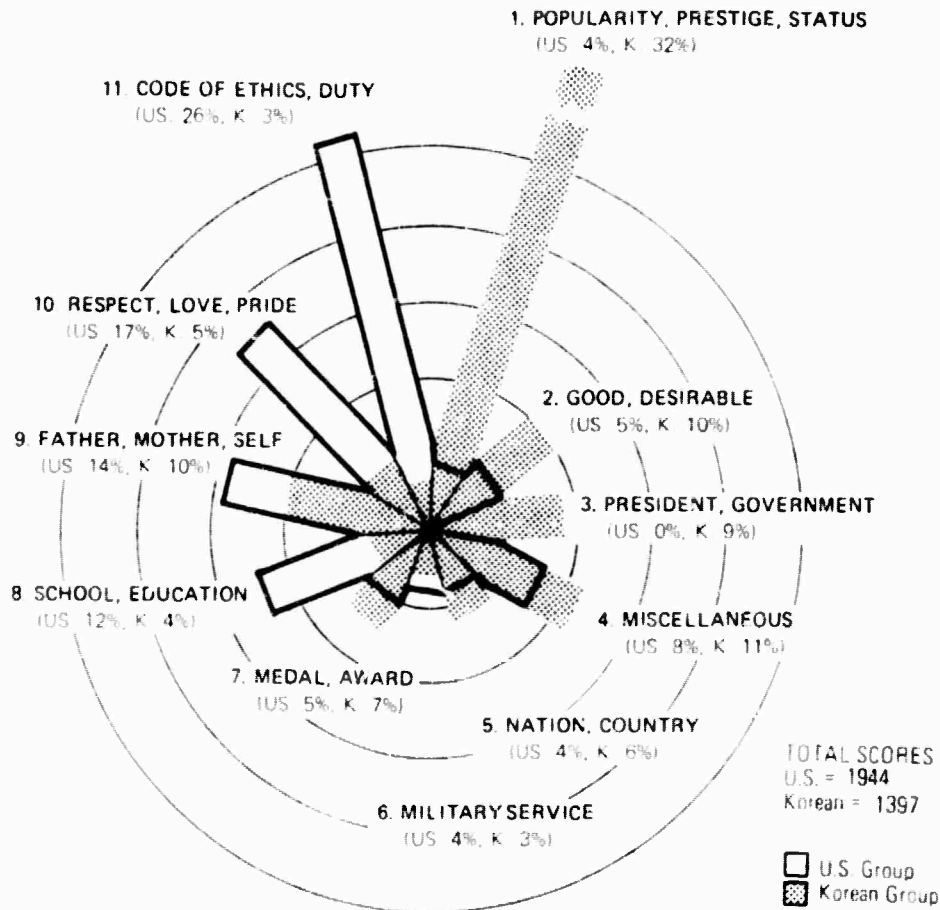 1. POPULARITY, PRESTIGE, STATUS
(US 4%, K 32%)
11. CODE OF ETHICS, DUTY
(US. 26%, K 3%)
10. RESPECT, LOVE, PRIDE
(US 17%, K 5%)
2. GOOD, DESIRABLE
(US 5%, K 10%)
9. FATHER, MOTHER, SELF
(US 14%, K 10%)
3. PRESIDENT, GOVERNMENT
(US 0%, K 9%)
8. SCHOOL, EDUCATION
(US 12%, K 4%)
4. MISCELLANEOUS
(US 8%, K 11%)
7. MEDAL, AWARD
(US 5%, K 7%)
5. NATION, COUNTRY
(US 4%, K 6%)
6. MILITARY SERVICE
(US 4%, K 3%)
TOTAL SCORES
U.S. = 1944
Korean = 1397
U.S. Group
Korean Group